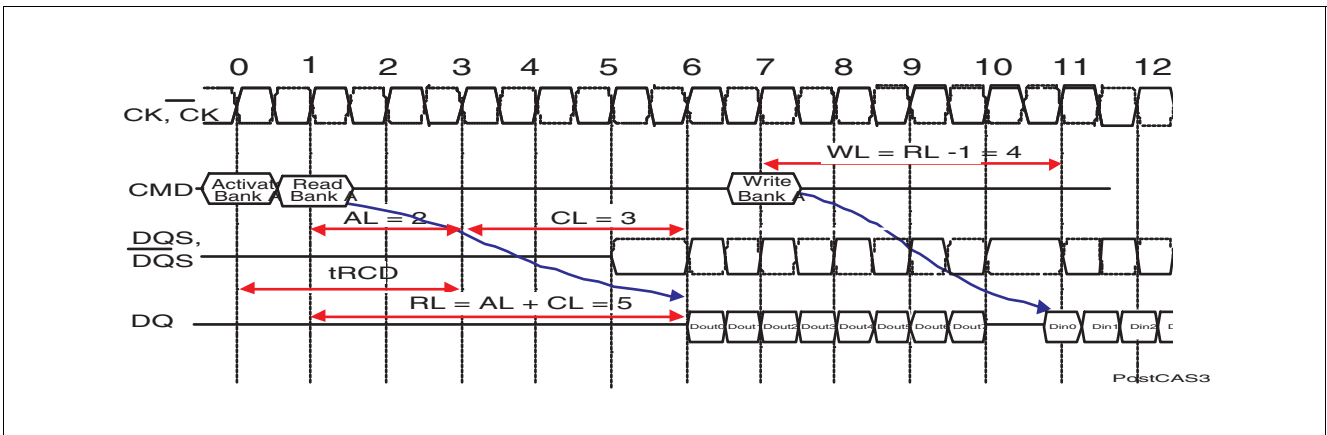 0 1 2 3 4 5 6 7 8 9 10 11 12
CK, CK
WL = RL -1 = 4
CMD
Activat
Bank A
Read
Bank A
Write
Bank A
AL = 2
CL = 3
DQS,
DQS
tRCD
RL = AL + CL = 5
DQ
Dout0 Dout1 Dout2 Dout3 Dout4 Dout5 Dout6 Dout7
Din0 Din1 Din2 D
PostCAS3